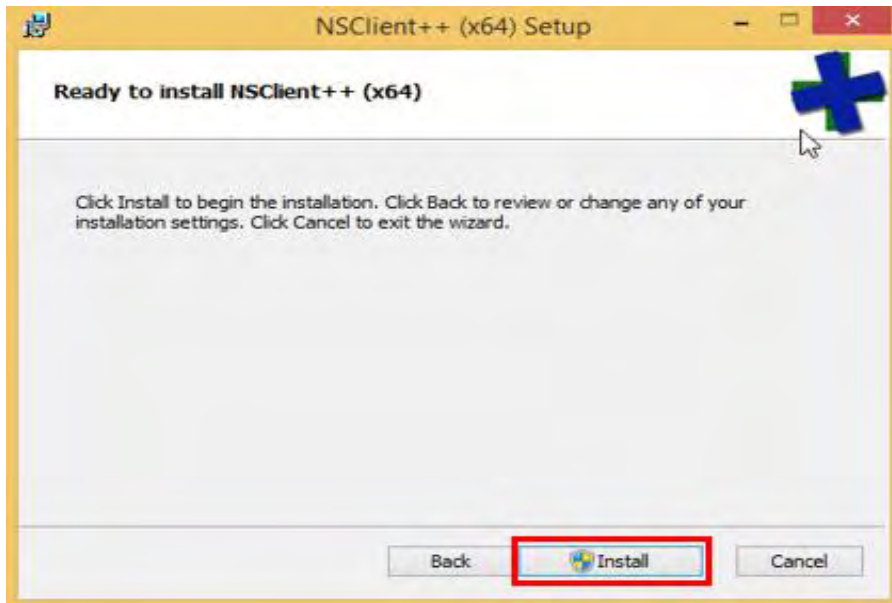 NSClient++ (x64) Setup
Ready to install NSClient++ (x64)
Click Install to begin the installation. Click Back to review or change any of your
installation settings. Click Cancel to exit the wizard.
Back Install Cancel